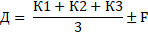 Д = (К1 + К2 + К3) / 3 ± F